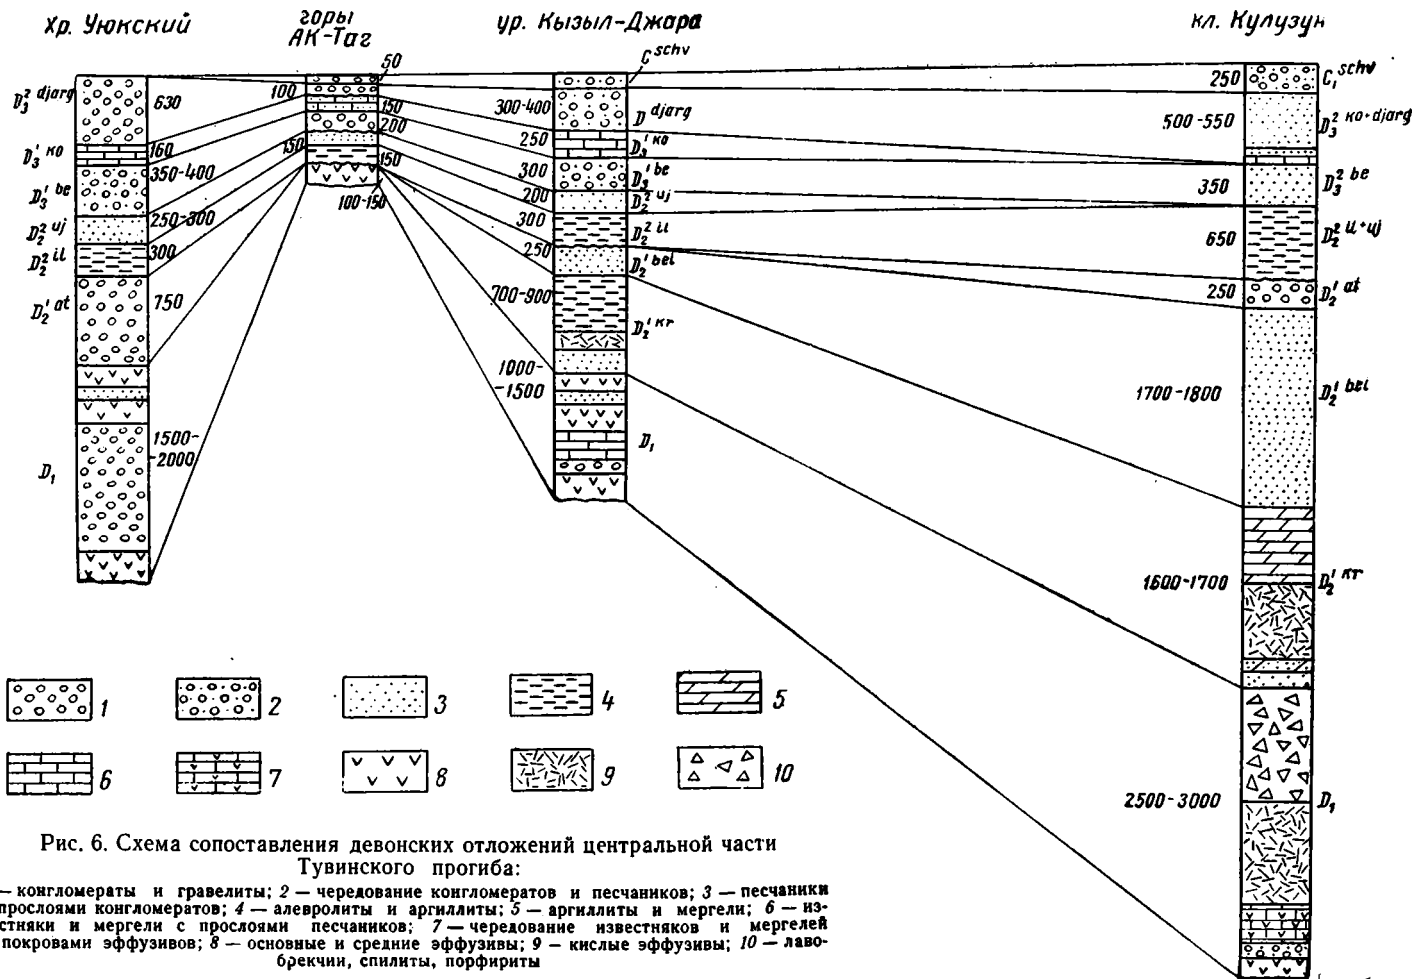 Хр. Уюкский
горы
АК-Таг
ур. Кызыл-Джара
кл. Кулузун
D₃² djarg
630
D₃¹ ко
160
350-400
D₃¹ be
250-300
D₂² uj
300
D₂² il
D₂¹ at
750
1500-
-2000
D₁
50
100
150
200
150
150
100-150
C schv
300-400
D djarg
250
D₃¹ ко
300
D₃¹ be
200
D₂² uj
300
D₂² il
250
D₂¹ bel
700-900
D₂¹ кr
1000-
-1500
D₁
250
C₁ schv
500-550
D₃² ко+djarg
350
D₃² be
650
D₂² il+uj
250
D₂¹ at
1700-1800
D₂¹ bel
1600-1700
D₂¹ кr
2500-3000
D₁
1
2
3
4
5
6
7
8
9
10
Рис. 6. Схема сопоставления девонских отложений центральной части
Тувинского прогиба:
— конгломераты и гравелиты; 2 — чередование конгломератов и песчаников; 3 — песчаники
прослоями конгломератов; 4 — алевролиты и аргиллиты; 5 — аргиллиты и мергели; 6 — из-
стняки и мергели с прослоями песчаников; 7 — чередование известняков и мергелей
покровами эффузивов; 8 — основные и средние эффузивы; 9 — кислые эффузивы; 10 — лаво-
брекчии, спилиты, порфириты